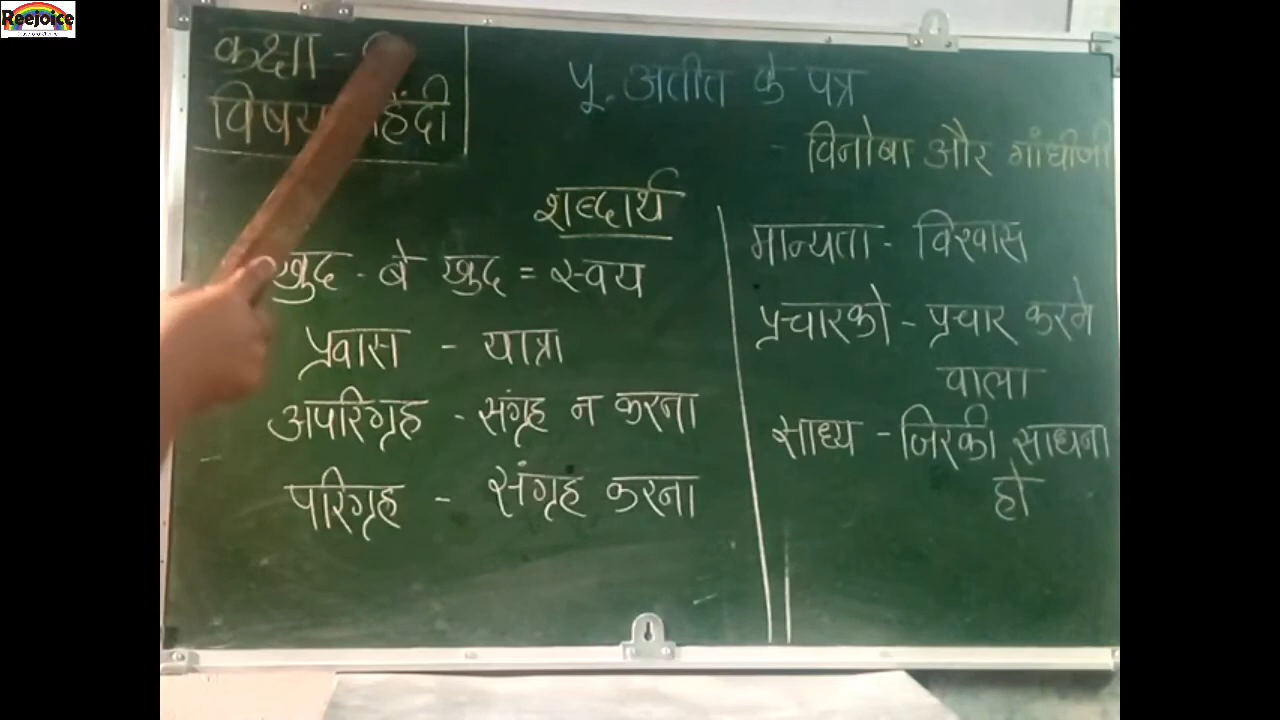 Reejoice
कक्षा -
विषय हिंदी
पू. अतीत के पत्र
- विनोबा और गांधीजी
शब्दार्थ
खुद - बे खुद = स्वय
प्रवास - यात्रा
अपरिग्रह - संग्रह न करना
परिग्रह - संग्रह करना
मान्यता - विश्वास
प्रचारको - प्रचार करने
वाला
साध्य - जिरकी साधना
हो